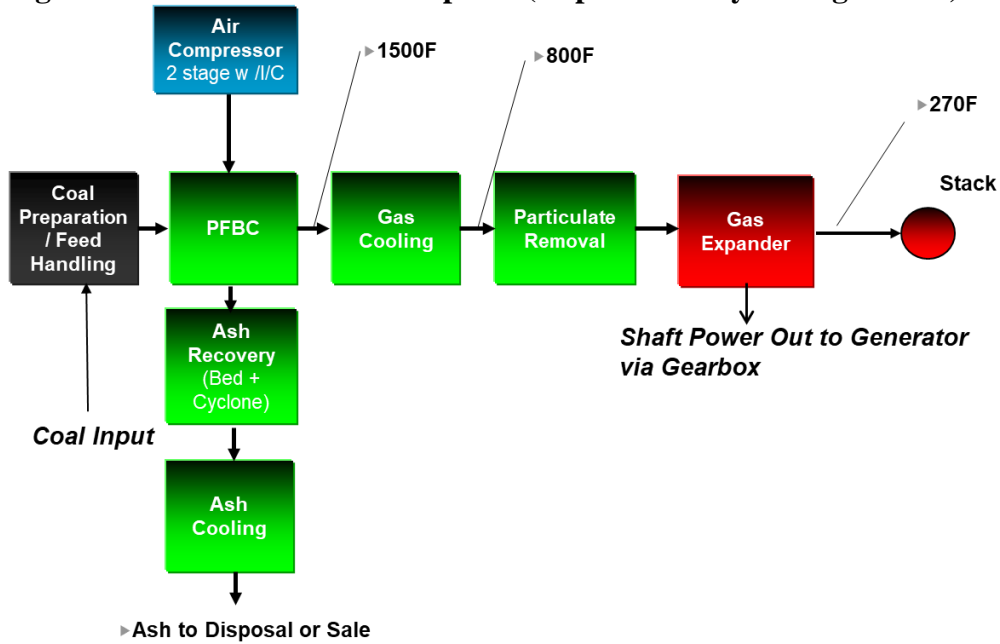 Air
Compressor
2 stage w /I/C
1500F
800F
270F
Coal
Preparation
/ Feed
Handling
PFBC
Gas
Cooling
Particulate
Removal
Gas
Expander
Stack
Ash
Recovery
(Bed +
Cyclone)
Shaft Power Out to Generator
via Gearbox
Coal Input
Ash
Cooling
Ash to Disposal or Sale